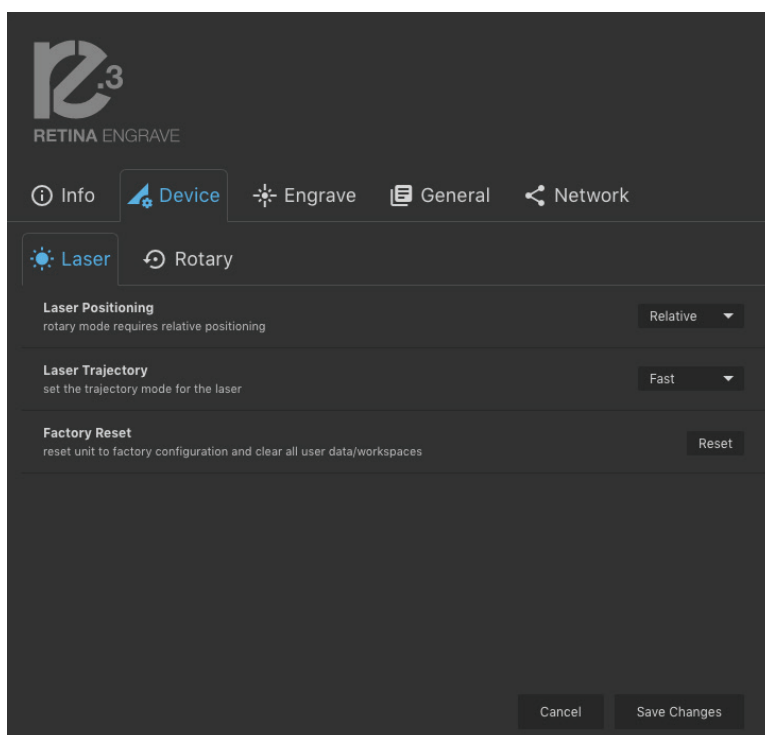 re.3
RETINA ENGRAVE
Info Device Engrave General Network
Laser Rotary
Laser Positioning
rotary mode requires relative positioning
Relative
Laser Trajectory
set the trajectory mode for the laser
Fast
Factory Reset
reset unit to factory configuration and clear all user data/workspaces
Reset
Cancel Save Changes